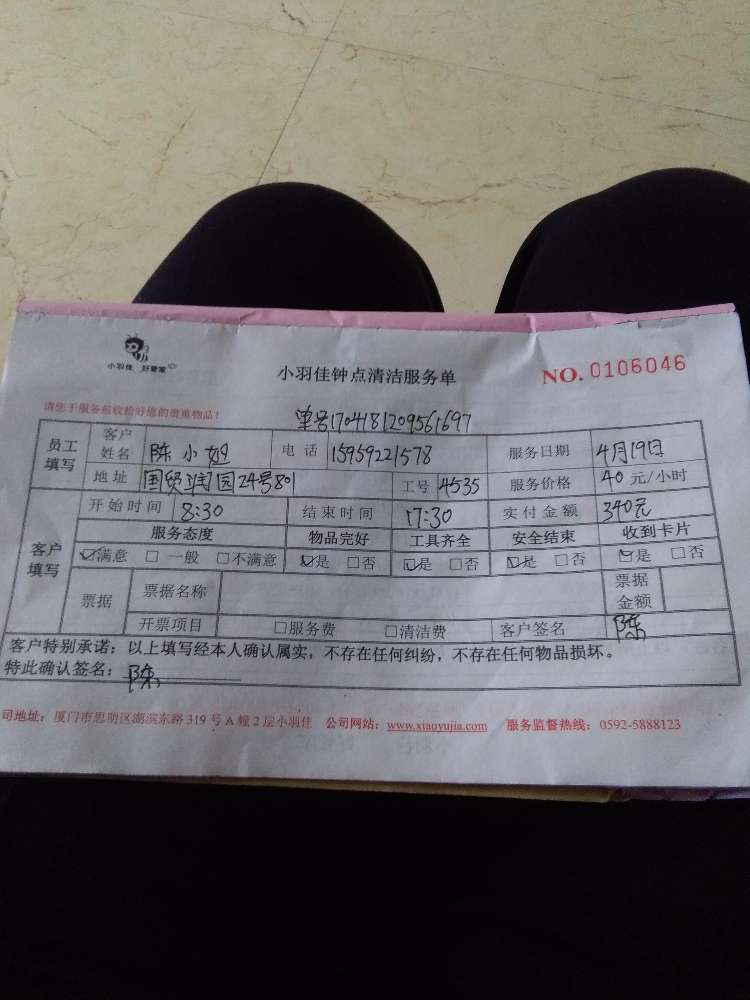 小羽佳 好管家
小羽佳钟点清洁服务单
NO. 0106046
请您于服务前收拾好您的贵重物品!
单号1704181209561697
员工填写 客户姓名 陈小姐 电话 15959221578 服务日期 4月19日
地址 国贸润园24号801 工号 4535 服务价格 40 元/小时
客户填写 开始时间 8:30 结束时间 17:30 实付金额 340元
服务态度 物品完好 工具齐全 安全结束 收到卡片
☑满意 □一般 □不满意 ☑是 □否 ☑是 □否 ☑是 □否 ☑是 □否
票据 票据名称 票据金额
开票项目 □服务费 □清洁费 客户签名 陈
客户特别承诺：以上填写经本人确认属实，不存在任何纠纷，不存在任何物品损坏。
特此确认签名：陈
司地址：厦门市思明区湖滨东路 319 号 A 幢 2 层小羽佳 公司网站：www.xiaoyujia.com 服务监督热线：0592-5888123